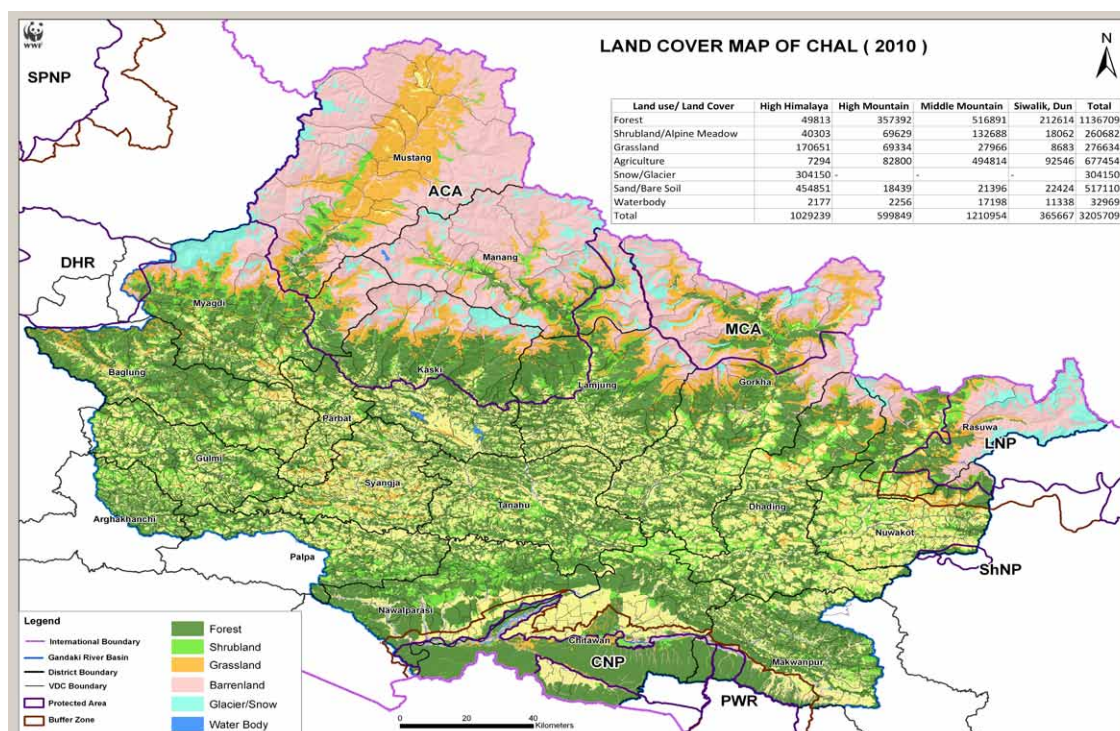 WWF
LAND COVER MAP OF CHAL ( 2010 )
N
Land use/ Land Cover High Himalaya High Mountain Middle Mountain Siwalik, Dun Total
Forest 49813 357392 516891 212614 1136709
Shrubland/Alpine Meadow 40303 69629 132688 18062 260682
Grassland 170651 69334 27966 8683 276634
Agriculture 7294 82800 494814 92546 677454
Snow/Glacier 304150 - - - 304150
Sand/Bare Soil 454851 18439 21396 22424 517110
Waterbody 2177 2256 17198 11338 32969
Total 1029239 599849 1210954 365667 3205709
SPNP
Mustang
ACA
DHR
Manang
Myagdi
MCA
Kaski
Lamjung
Gorkha
Baglung
Parbat
Rasuwa
LNP
Gulmi
Syangja
Tanahu
Dhading
Nuwakot
Arghakhanchi
Palpa
ShNP
Nawalparasi
Chitawan
CNP
Makwanpur
PWR
Legend
International Boundary
Gandaki River Basin
District Boundary
VDC Boundary
Protected Area
Buffer Zone
Forest
Shrubland
Grassland
Barrenland
Glacier/Snow
Water Body
0 20 40
Kilometers